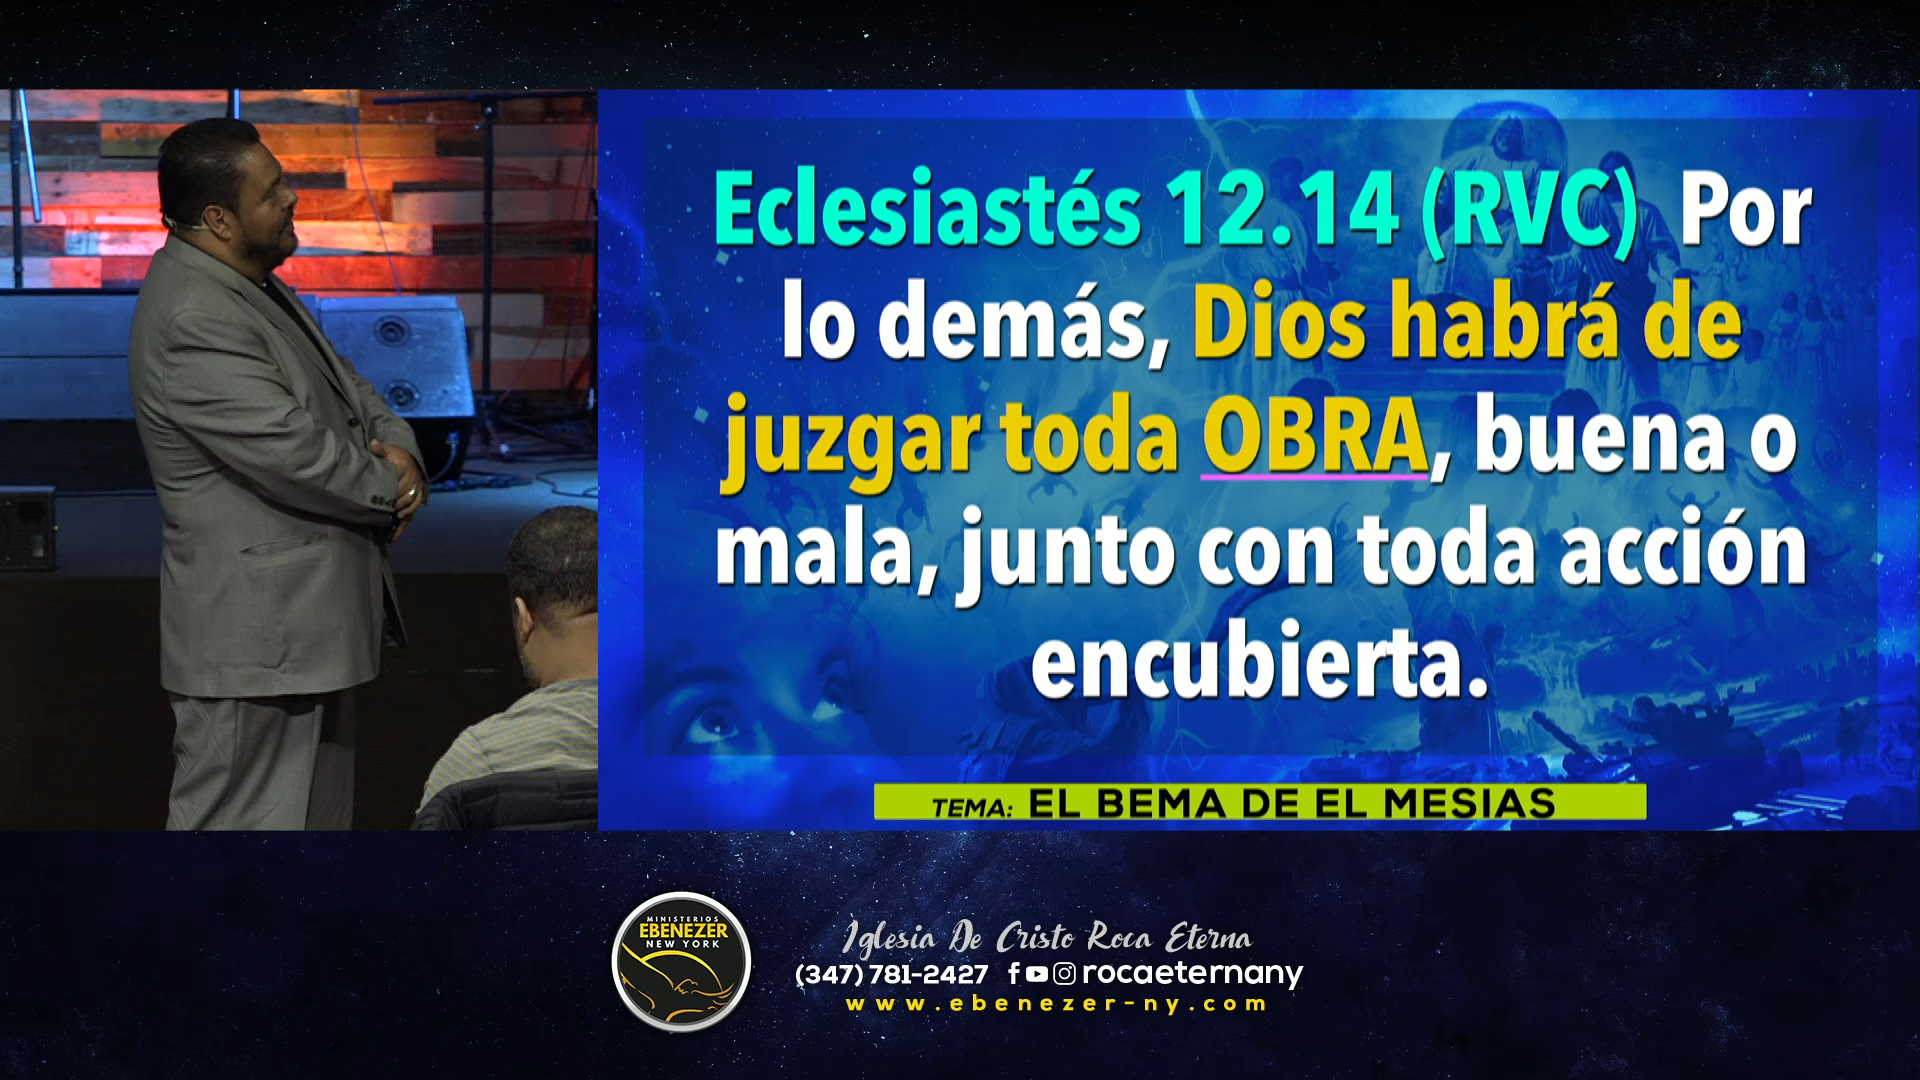 Eclesiastés 12.14 (RVC) Por
lo demás, Dios habrá de
juzgar toda OBRA, buena o
mala, junto con toda acción
encubierta.
TEMA: EL BEMA DE EL MESIAS
MINISTERIOS
EBENEZER
NEW YORK
Iglesia De Cristo Roca Eterna
(347) 781-2427 rocaeternany
www.ebenezer-ny.com